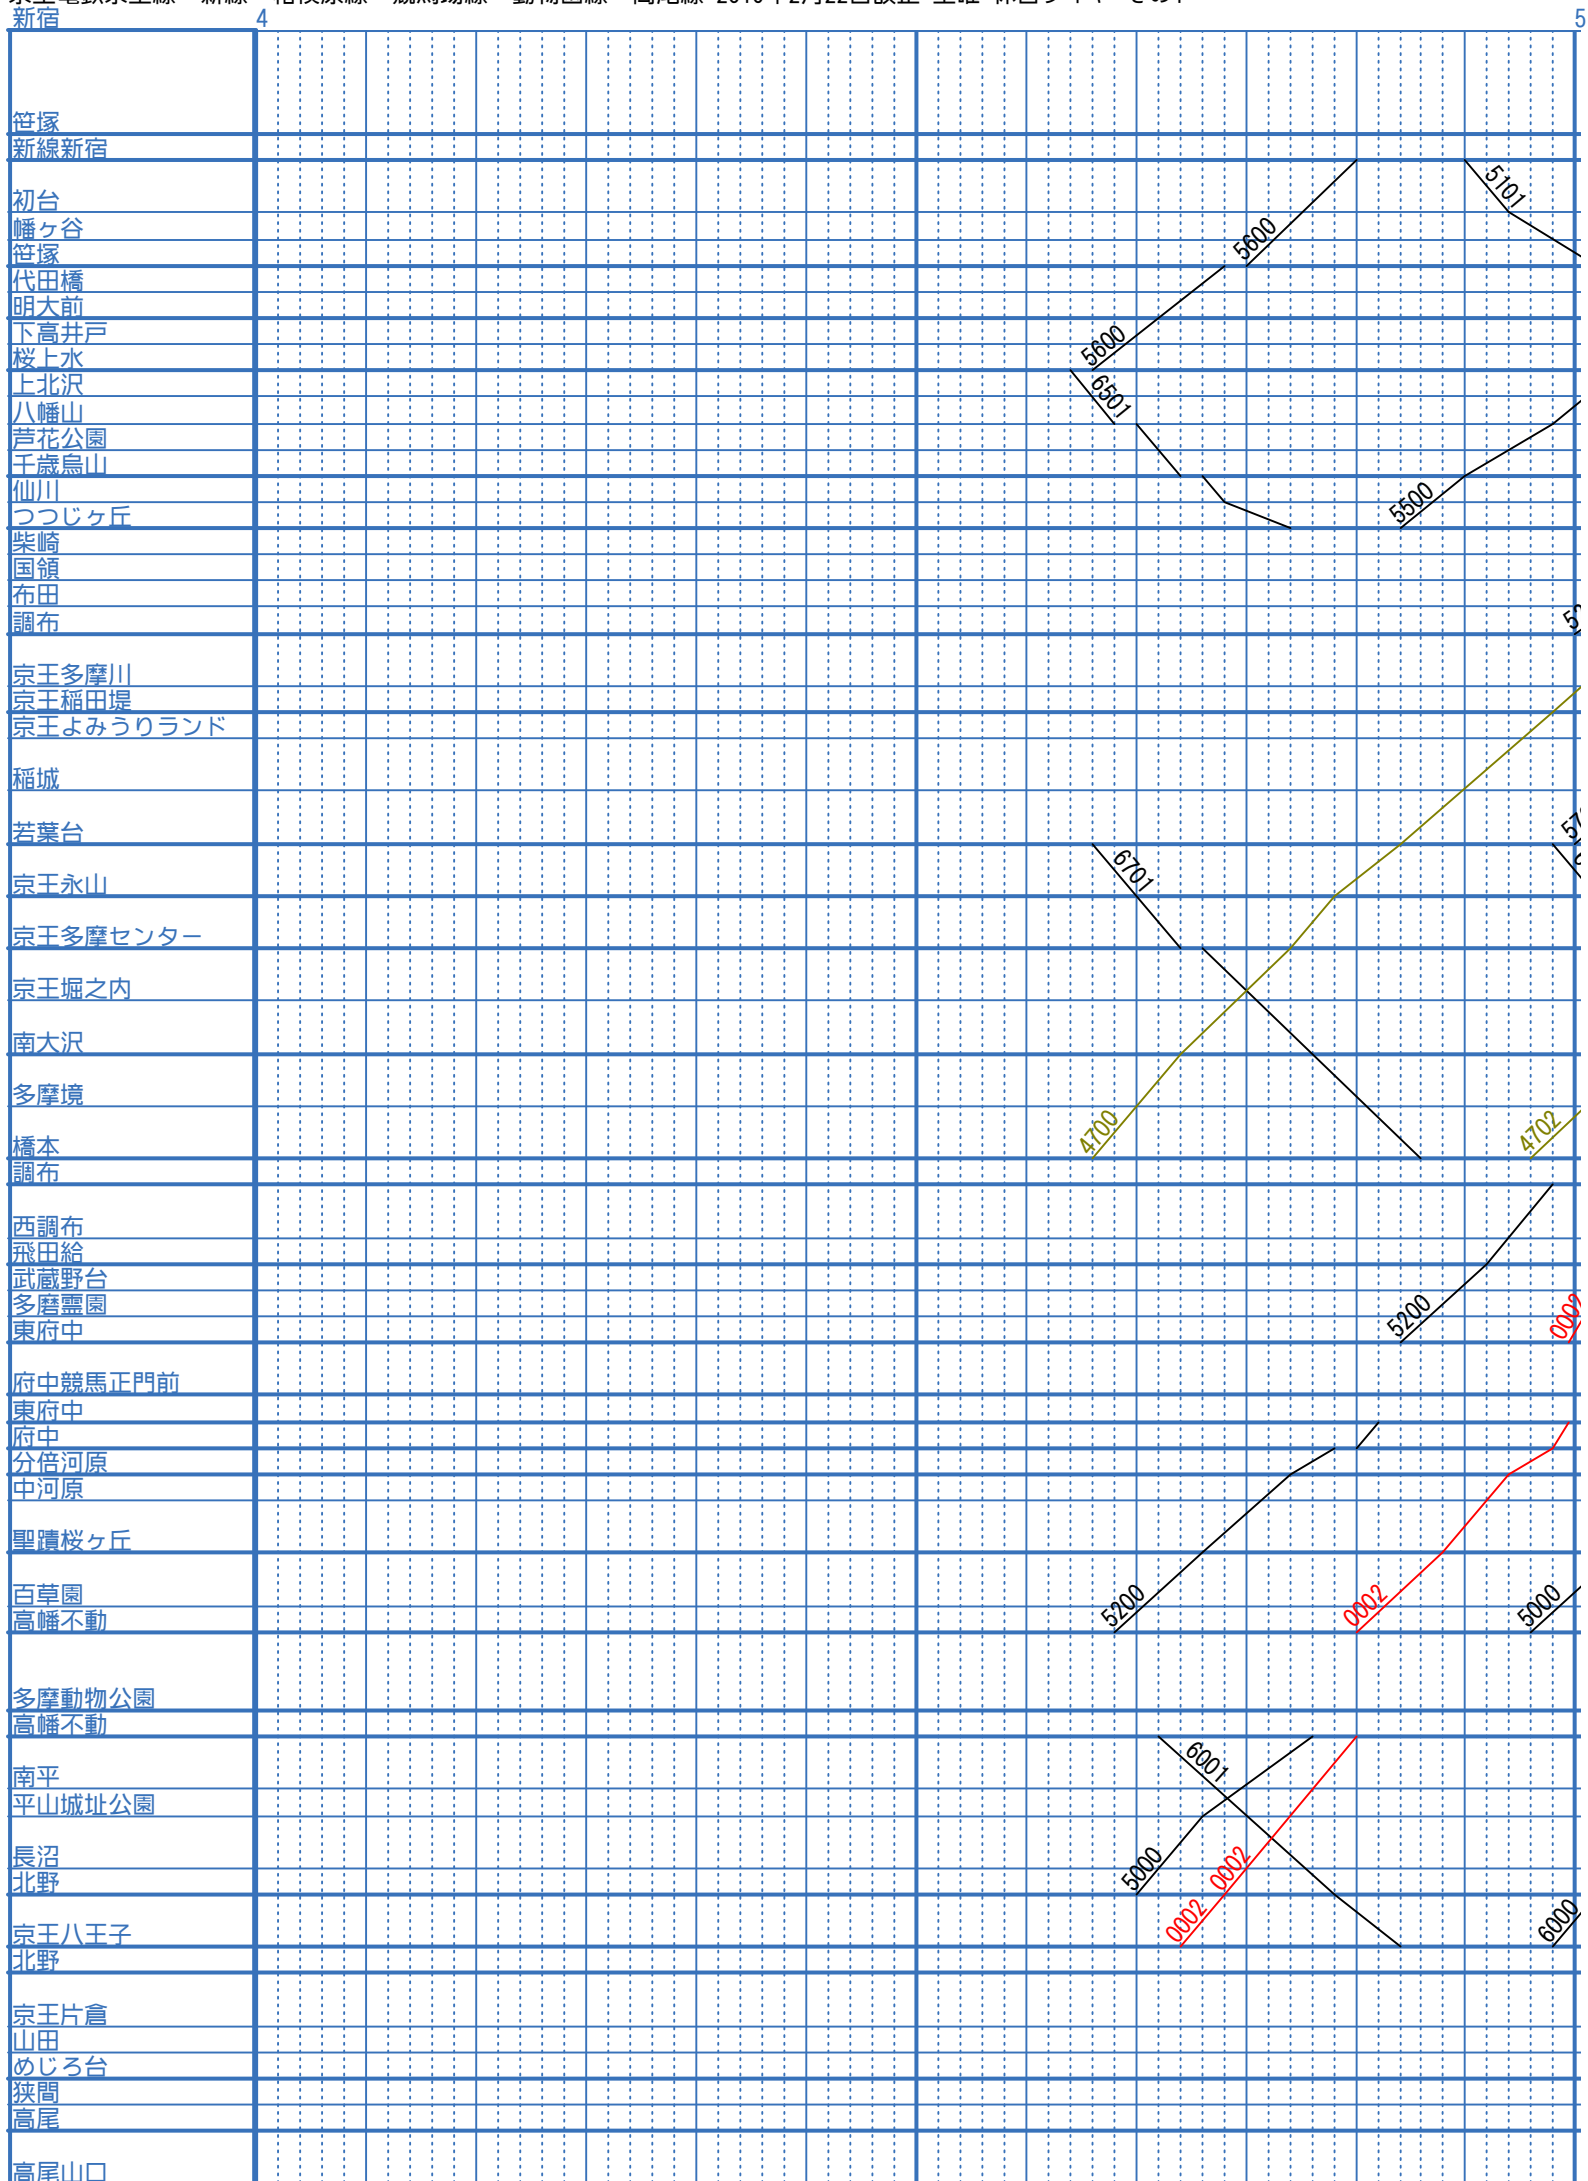 新宿 4 5
笹塚
新線新宿
初台 5101
幡ヶ谷
笹塚 5600
代田橋
明大前
下高井戸
桜上水 5600
上北沢 6501
八幡山
芦花公園
千歳烏山
仙川
つつじヶ丘 5500
柴崎
国領
布田
調布
京王多摩川
京王稲田堤
京王よみうりランド
稲城
若葉台
京王永山 6701
京王多摩センター
京王堀之内
南大沢
多摩境
橋本 4700 4702
調布
西調布
飛田給
武蔵野台
多磨霊園
東府中 5200 0002
府中競馬正門前
東府中
府中
分倍河原
中河原
聖蹟桜ヶ丘
百草園
高幡不動 5200 0002 5000
多摩動物公園
高幡不動
南平 6001
平山城址公園
長沼
北野 5000 0002
京王八王子 0002 6000
北野
京王片倉
山田
めじろ台
狭間
高尾
高尾山口